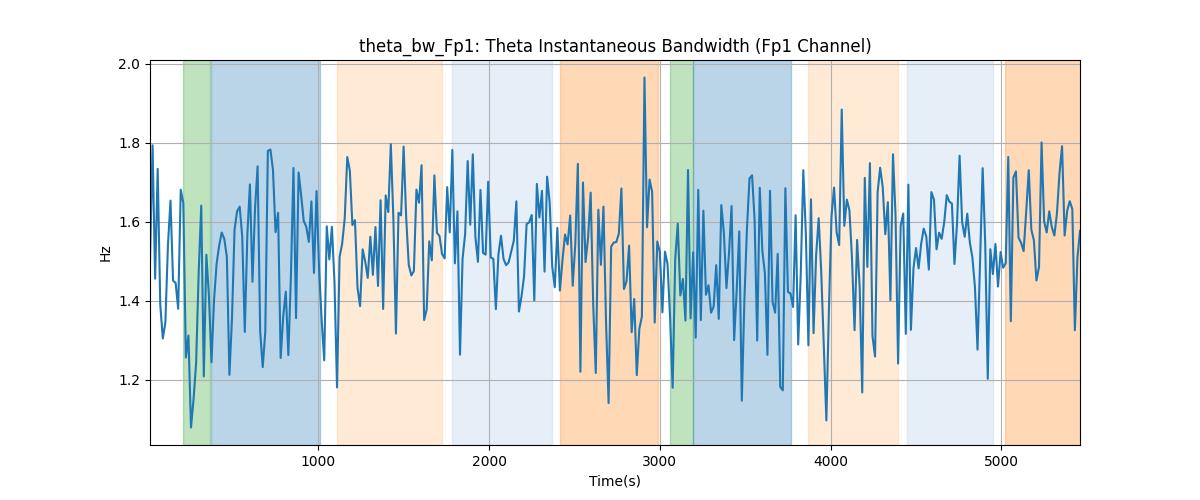 theta_bw_Fp1: Theta Instantaneous Bandwidth (Fp1 Channel)
2.0
1.8
1.6
1.4
1.2
Hz
1000 2000 3000 4000 5000
Time(s)